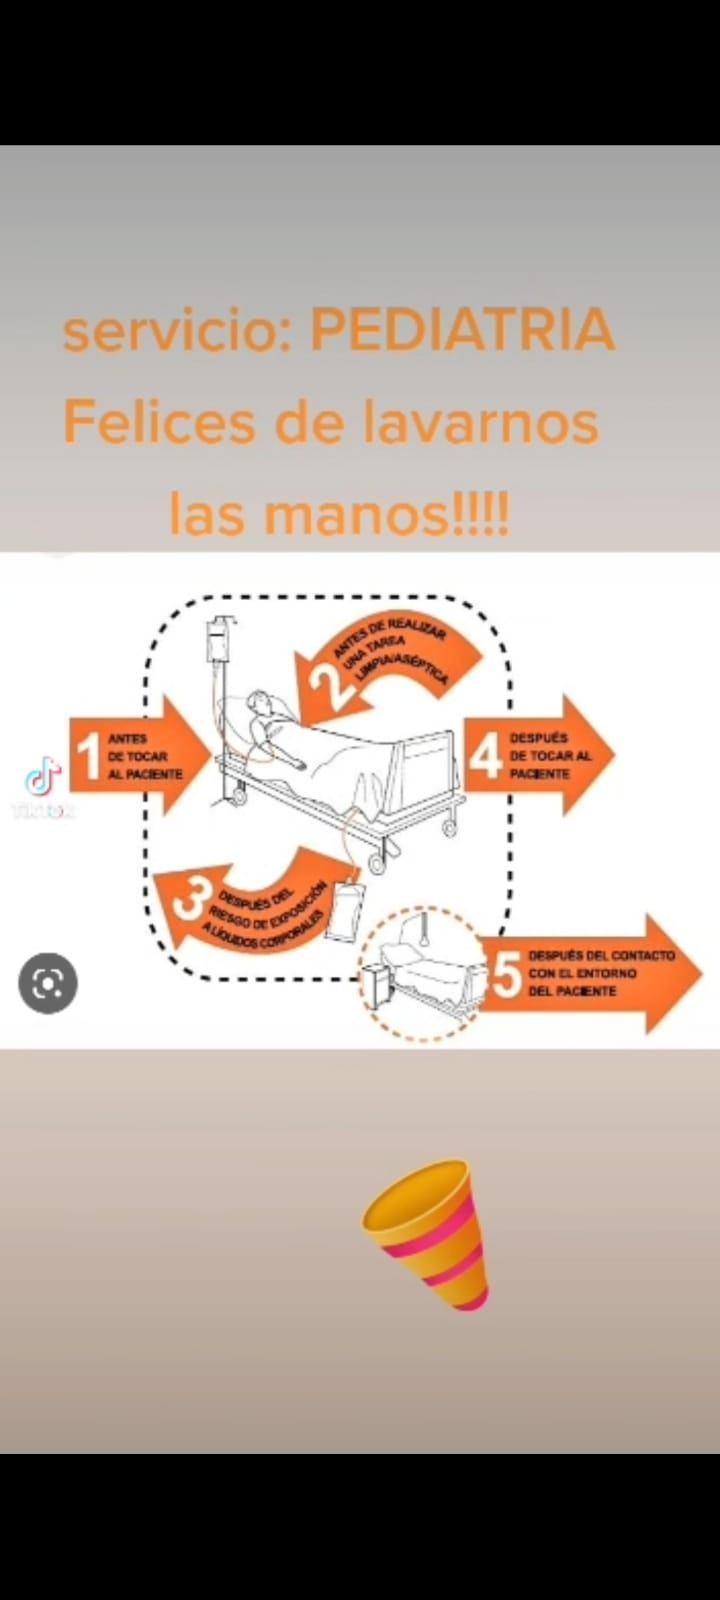 servicio: PEDIATRIA
Felices de lavarnos
las manos!!!!
1 ANTES
DE TOCAR
AL PACIENTE
2 ANTES DE REALIZAR
UNA TAREA
LIMPIA/ASÉPTICA
3 DESPUÉS DEL
RIESGO DE EXPOSICIÓN
A LÍQUIDOS CORPORALES
4 DESPUÉS
DE TOCAR AL
PACIENTE
5 DESPUÉS DEL CONTACTO
CON EL ENTORNO
DEL PACIENTE
TikTok